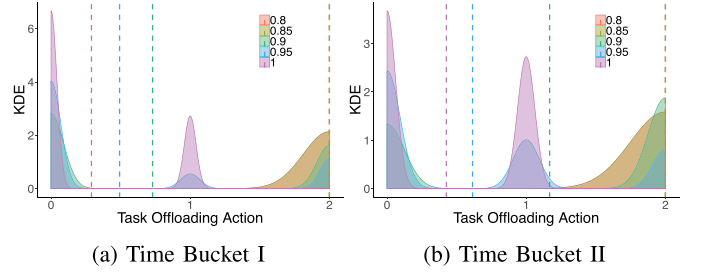 0.8
0.85
0.9
0.95
1
6
4
2
0
KDE
0 1 2
Task Offloading Action
(a) Time Bucket I
0.8
0.85
0.9
0.95
1
3
2
1
0
KDE
0 1 2
Task Offloading Action
(b) Time Bucket II